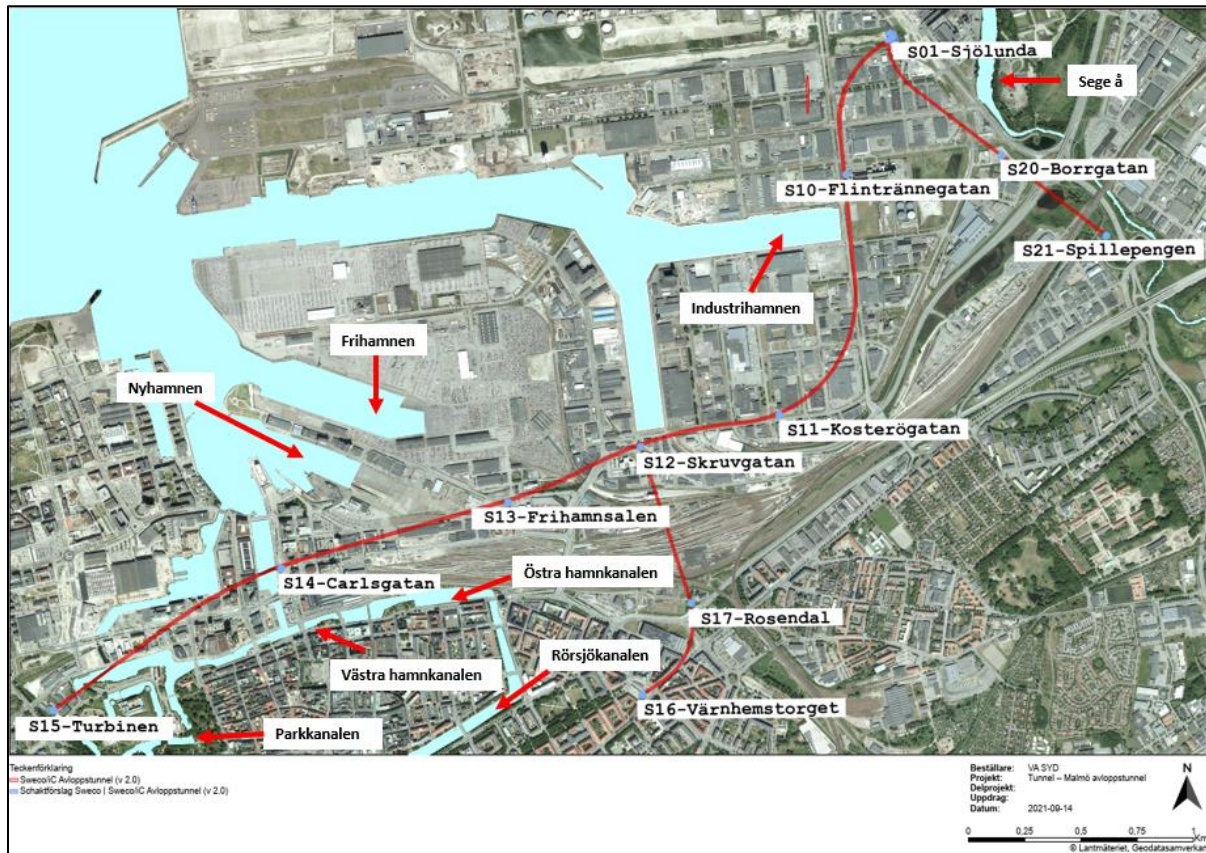 S01-Sjölunda
Sege å
S20-Borrgatan
S10-Flintrännegatan
S21-Spillepengen
Industrihamnen
Frihamnen
Nyhamnen
S11-Kosterögatan
S12-Skruvgatan
S13-Frihamnsalen
Östra hamnkanalen
S14-Carlsgatan
S17-Rosendal
Västra hamnkanalen
Rörsjökanalen
S16-Värnhemstorget
S15-Turbinen
Parkkanalen
Teckenförklaring
Sweco/iC Avloppstunnel (v 2.0)
Schaktförslag Sweco | Sweco/iC Avloppstunnel (v 2.0)
Beställare: VA SYD
Projekt: Tunnel – Malmö avloppstunnel
Delprojekt:
Uppdrag:
Datum: 2021-09-14
N
0 0,25 0,5 1
Km
© Lantmäteriet, Geodatasamverkan